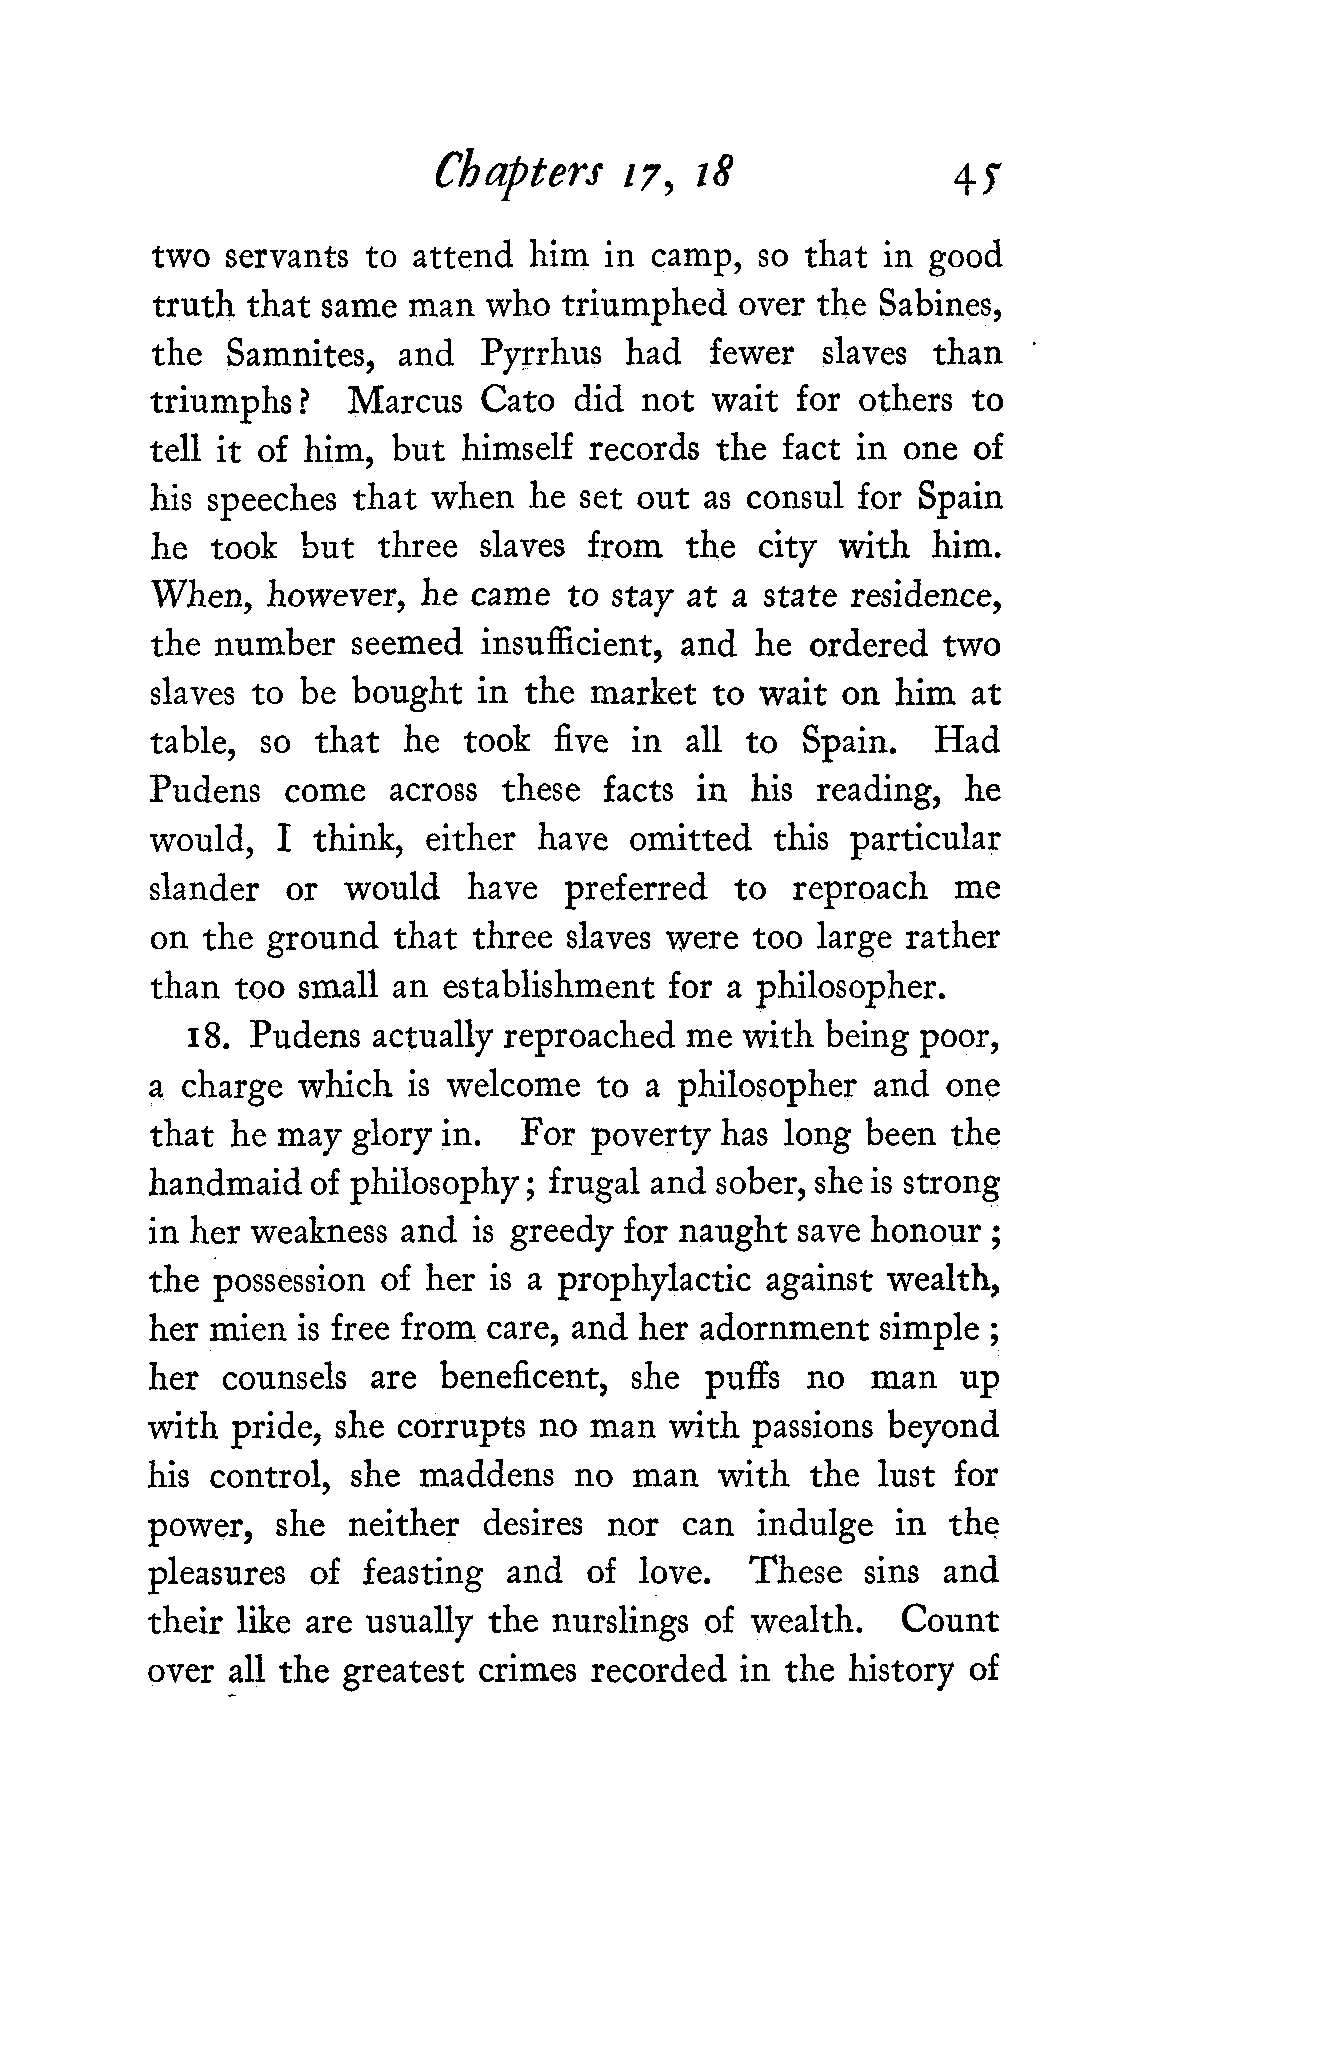 Chapters 17, 18 45
two servants to attend him in camp, so that in good
truth that same man who triumphed over the Sabines,
the Samnites, and Pyrrhus had fewer slaves than
triumphs? Marcus Cato did not wait for others to
tell it of him, but himself records the fact in one of
his speeches that when he set out as consul for Spain
he took but three slaves from the city with him.
When, however, he came to stay at a state residence,
the number seemed insufficient, and he ordered two
slaves to be bought in the market to wait on him at
table, so that he took five in all to Spain. Had
Pudens come across these facts in his reading, he
would, I think, either have omitted this particular
slander or would have preferred to reproach me
on the ground that three slaves were too large rather
than too small an establishment for a philosopher.
18. Pudens actually reproached me with being poor,
a charge which is welcome to a philosopher and one
that he may glory in. For poverty has long been the
handmaid of philosophy; frugal and sober, she is strong
in her weakness and is greedy for naught save honour;
the possession of her is a prophylactic against wealth,
her mien is free from care, and her adornment simple;
her counsels are beneficent, she puffs no man up
with pride, she corrupts no man with passions beyond
his control, she maddens no man with the lust for
power, she neither desires nor can indulge in the
pleasures of feasting and of love. These sins and
their like are usually the nurslings of wealth. Count
over all the greatest crimes recorded in the history of